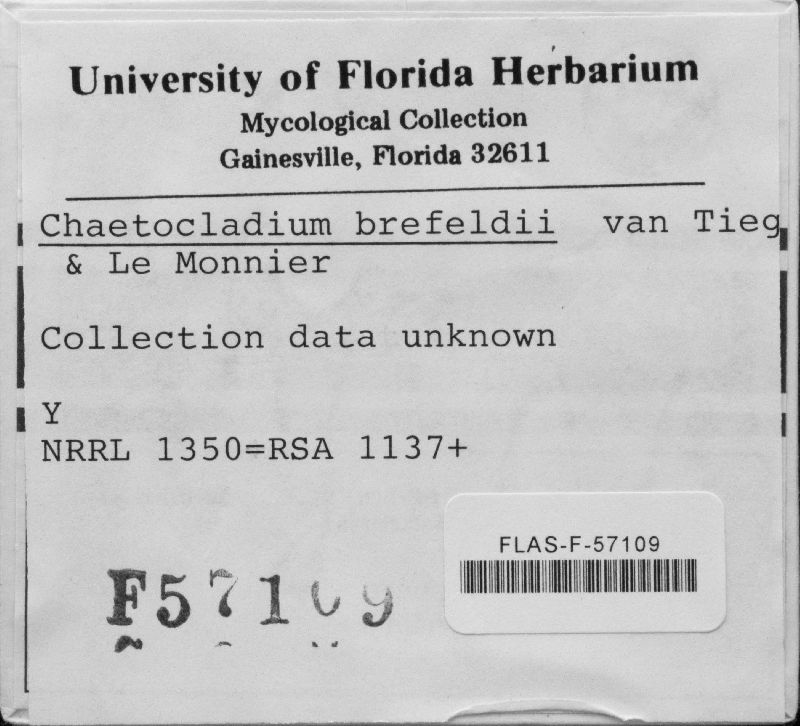 University of Florida Herbarium
Mycological Collection
Gainesville, Florida 32611
Chaetocladium brefeldii van Tieg
& Le Monnier
Collection data unknown
Y
NRRL 1350=RSA 1137+
FLAS-F-57109
F57109